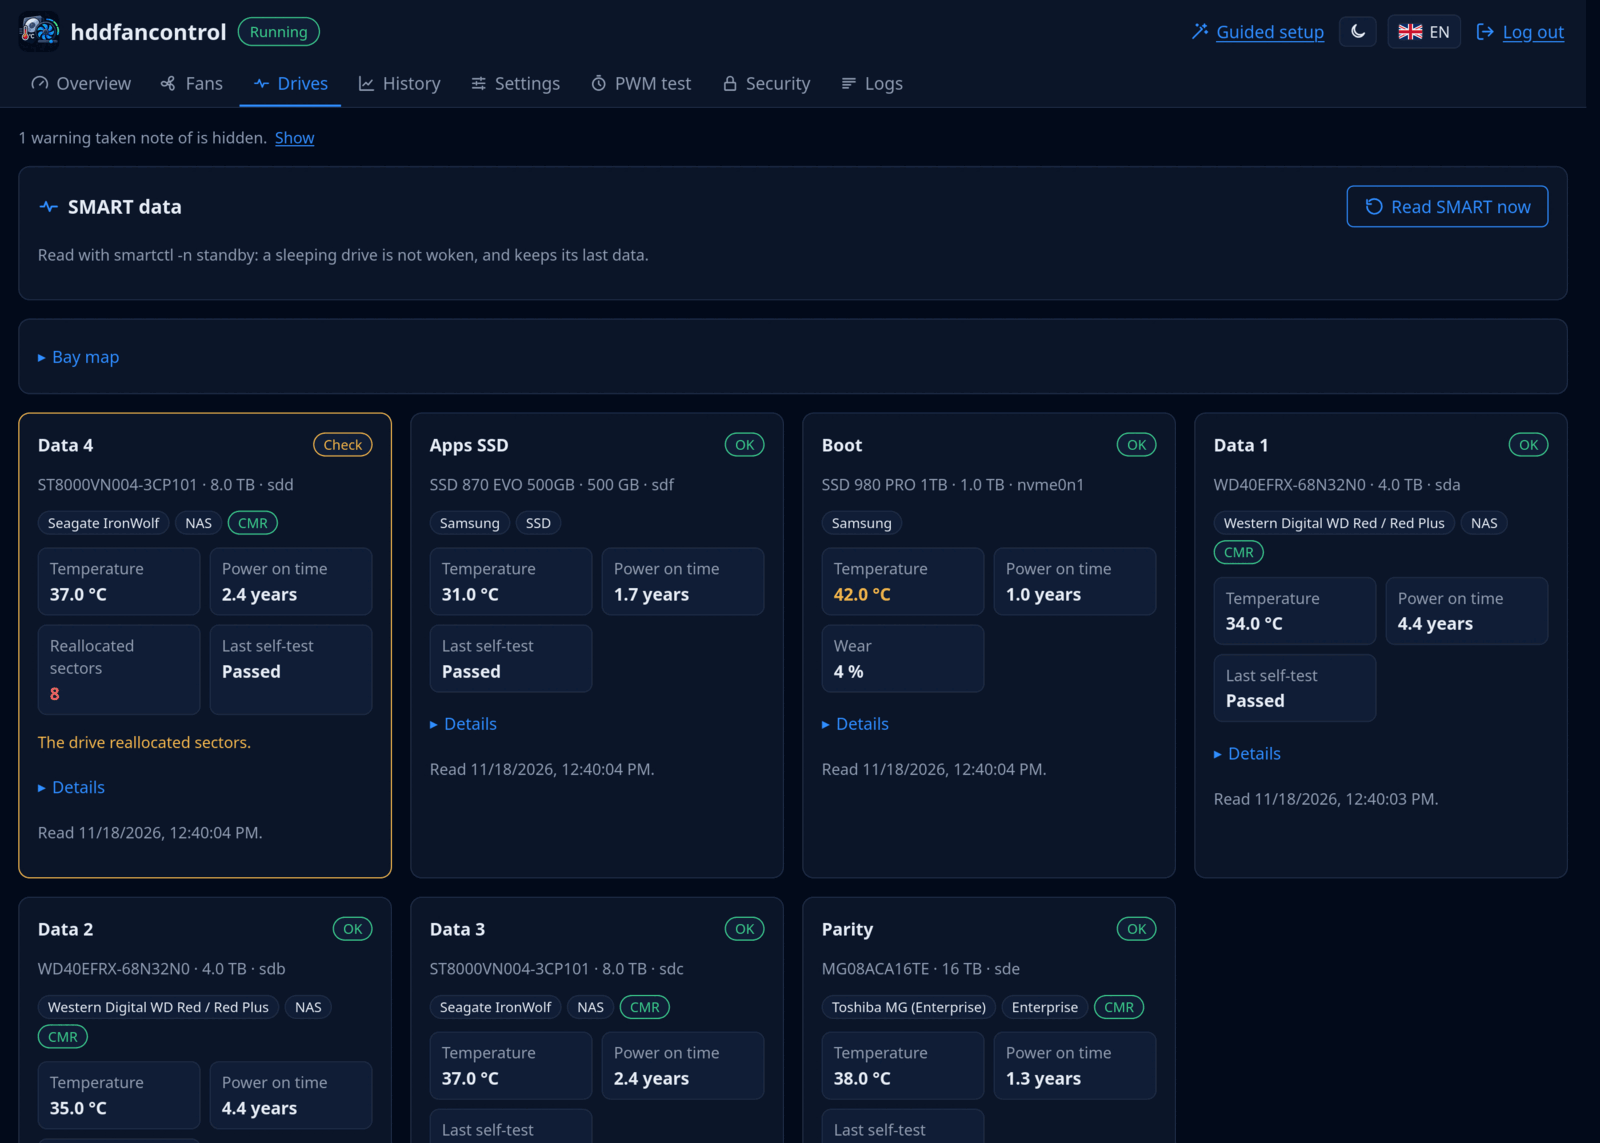 hddfancontrol
Running
Guided setup
EN
Log out
Overview
Fans
Drives
History
Settings
PWM test
Security
Logs
1 warning taken note of is hidden. Show
SMART data
Read SMART now
Read with smartctl -n standby: a sleeping drive is not woken, and keeps its last data.
Bay map
Data 4
Check
ST8000VN004-3CP101 · 8.0 TB · sdd
Seagate IronWolf
NAS
CMR
Temperature
37.0 °C
Power on time
2.4 years
Reallocated
sectors
8
Last self-test
Passed
The drive reallocated sectors.
Details
Read 11/18/2026, 12:40:04 PM.
Apps SSD
OK
SSD 870 EVO 500GB · 500 GB · sdf
Samsung
SSD
Temperature
31.0 °C
Power on time
1.7 years
Last self-test
Passed
Details
Read 11/18/2026, 12:40:04 PM.
Boot
OK
SSD 980 PRO 1TB · 1.0 TB · nvme0n1
Samsung
Temperature
42.0 °C
Power on time
1.0 years
Wear
4 %
Details
Read 11/18/2026, 12:40:04 PM.
Data 1
OK
WD40EFRX-68N32N0 · 4.0 TB · sda
Western Digital WD Red / Red Plus
NAS
CMR
Temperature
34.0 °C
Power on time
4.4 years
Last self-test
Passed
Details
Read 11/18/2026, 12:40:03 PM.
Data 2
OK
WD40EFRX-68N32N0 · 4.0 TB · sdb
Western Digital WD Red / Red Plus
NAS
CMR
Temperature
35.0 °C
Power on time
4.4 years
Data 3
OK
ST8000VN004-3CP101 · 8.0 TB · sdc
Seagate IronWolf
NAS
CMR
Temperature
37.0 °C
Power on time
2.4 years
Last self-test
Parity
OK
MG08ACA16TE · 16 TB · sde
Toshiba MG (Enterprise)
Enterprise
CMR
Temperature
38.0 °C
Power on time
1.3 years
Last self-test